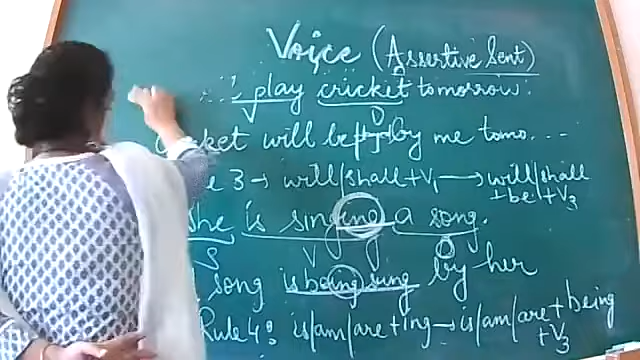 Voice (Assertive Sent)
play cricket tomorrow.
V O
will be by me tomo...
3 → will/shall + V1 → will/shall + be + V3
she is singing a song.
S V O
song is being sung by her
Rule 4: is/am/are + ing → is/am/are + being + V3